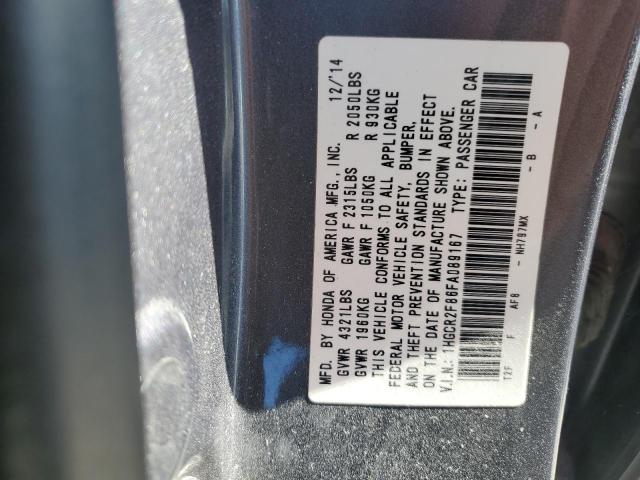 MFD. BY HONDA OF AMERICA MFG., INC. 12/'14
GVWR 4321LBS GAWR F 2315LBS R 2050LBS
GVWR 1960KG GAWR F 1050KG R 930KG
THIS VEHICLE CONFORMS TO ALL APPLICABLE
FEDERAL MOTOR VEHICLE SAFETY, BUMPER,
AND THEFT PREVENTION STANDARDS IN EFFECT
ON THE DATE OF MANUFACTURE SHOWN ABOVE.
V.I.N.: 1HGCR2F86FA089167 TYPE: PASSENGER CAR
T2F F AF8 - NH797MX - B - A